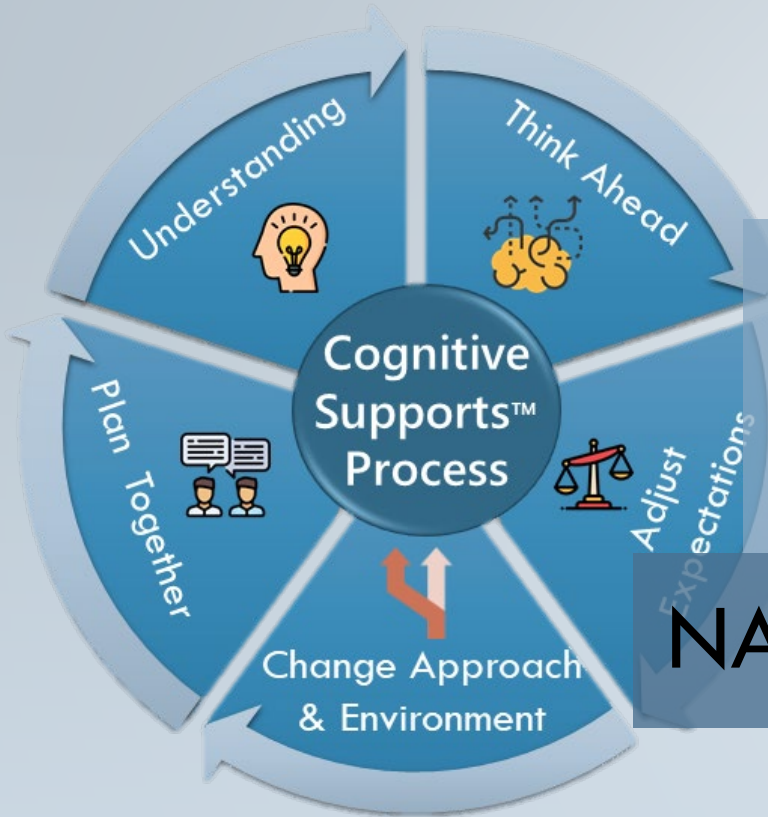 Understanding
Think Ahead
Cognitive
Supports™
Process
Plan Together
Adjust
Expectations
Change Approach
& Environment
NA